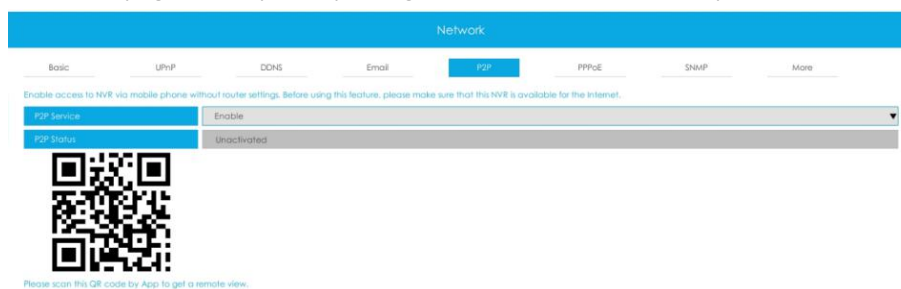 Network
Basic UPnP DDNS Email P2P PPPoE SNMP More
Enable access to NVR via mobile phone without router settings. Before using this feature, please make sure that this NVR is available for the Internet.
P2P Service Enable
P2P Status Unactivated
Please scan this QR code by App to get a remote view.